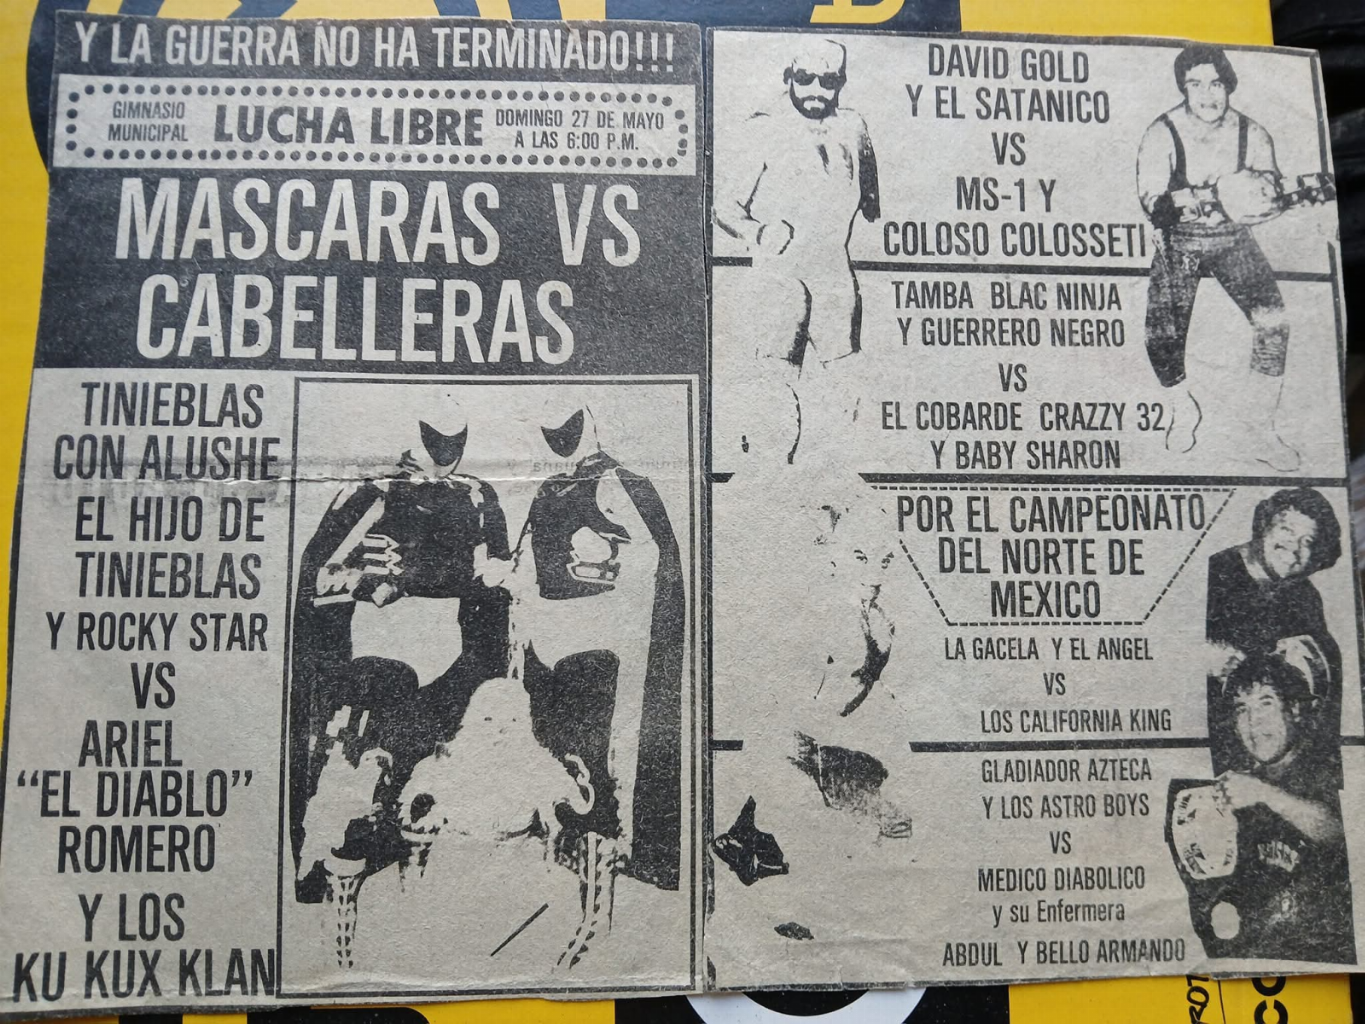 Y LA GUERRA NO HA TERMINADO!!!
GIMNASIO
MUNICIPAL
LUCHA LIBRE
DOMINGO 27 DE MAYO
A LAS 6:00 P.M.
MASCARAS VS
CABELLERAS
TINIEBLAS
CON ALUSHE
EL HIJO DE
TINIEBLAS
Y ROCKY STAR
VS
ARIEL
"EL DIABLO"
ROMERO
Y LOS
KU KUX KLAN
DAVID GOLD
Y EL SATANICO
VS
MS-1 Y
COLOSO COLOSSETI
TAMBA BLAC NINJA
Y GUERRERO NEGRO
VS
EL COBARDE CRAZZY 32
Y BABY SHARON
POR EL CAMPEONATO
DEL NORTE DE
MEXICO
LA GACELA Y EL ANGEL
VS
LOS CALIFORNIA KING
GLADIADOR AZTECA
Y LOS ASTRO BOYS
VS
MEDICO DIABOLICO
y su Enfermera
ABDUL Y BELLO ARMANDO